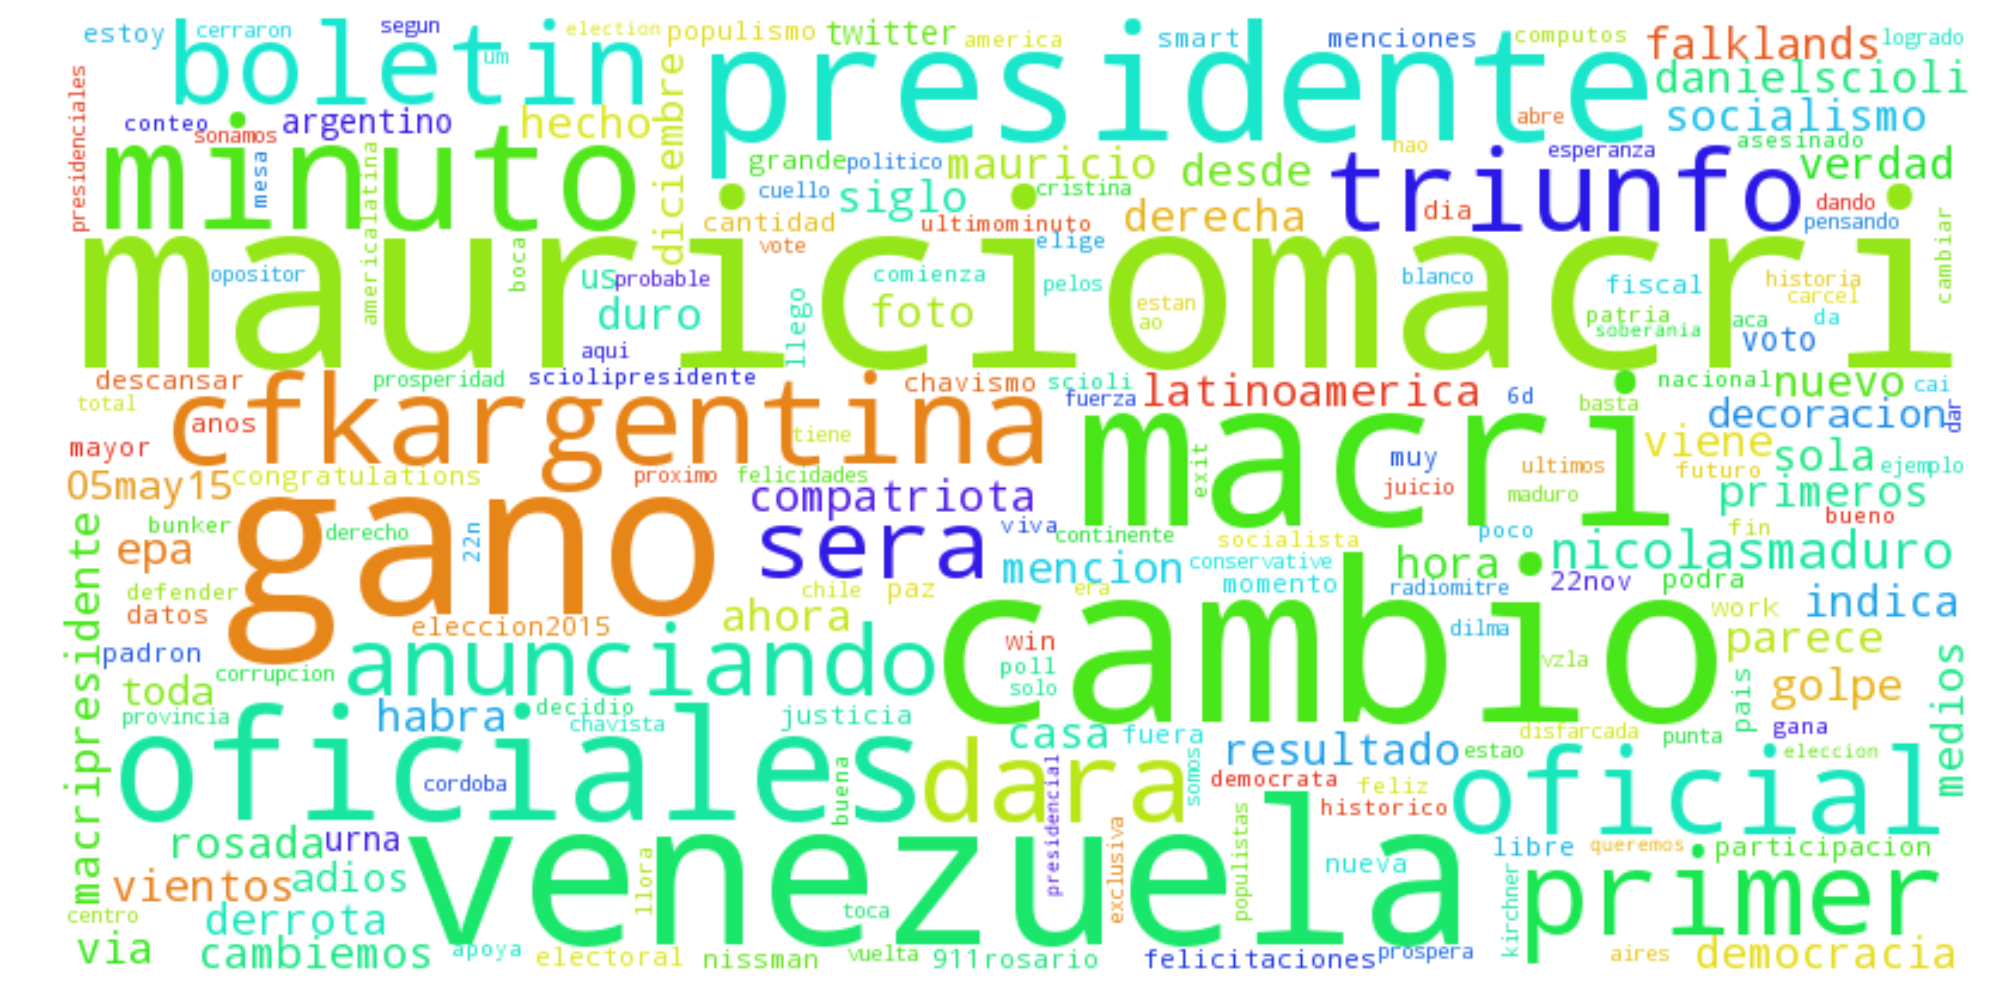 estoy
cerraron
segun
election
populismo
twitter
america
smart
menciones
computos
falklands
logrado
boletin
um
presidente
danielscioli
presidenciales
conteo
sonamos
argentino
hecho
diciembre
abre
socialismo
minuto
mesa
americalatina
grande
politico
mauricio
hao
desde
esperanza
asesinado
verdad
triunfo
cuello
siglo
cristina
cantidad
ultimominuto
derecha
dia
dando
pensando
vote
elige
cambiar
mauriciomacri
opositor
boca
us
probable
comienza
pelos
blanco
fiscal
historia
carcel
duro
llego
foto
estan
ao
patria
soberania
aca
da
voto
aqui
descansar
prosperidad
sciolipresidente
chavismo
scioli
latinoamerica
6d
nacional
nuevo
cai
total
fuerza
basta
cfkargentina
anos
decoracion
dar
mayor
tiene
macri
viene
sola
ejemplo
exit
muy
ultimos
futuro
05may15
congratulations
proximo
felicidades
juicio
maduro
primeros
gano
compatriota
bueno
bunker
derecho
22n
sera
viva
continente
poco
fin
epa
socialista
macripresidente
mencion
conservative
hora
nicolasmaduro
defender
chile
paz
era
momento
radiomitre
22nov
podra
datos
eleccion2015
ahora
cambio
work
indica
padron
anunciando
win
dilma
parece
corrupcion
poll
vzla
toda
solo
pais
golpe
medios
provincia
habra
decidio
chavista
justicia
casa
fuera
disfarcada
punta
gana
oficiales
dara
resultado
estao
eleccion
cordoba
buena
presidencial
somos
democrata
feliz
oficial
historico
rosada
urna
venezuela
exclusiva
populistas
nueva
libre
queremos
participacion
vientos
adios
llora
kirchner
primer
centro
derrota
toca
via
cambiemos
apoya
electoral
nissman
vuelta
911rosario
felicitaciones
prospera
aires
democracia